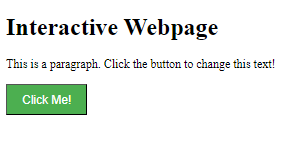 Interactive Webpage
This is a paragraph. Click the button to change this text!
Click Me!